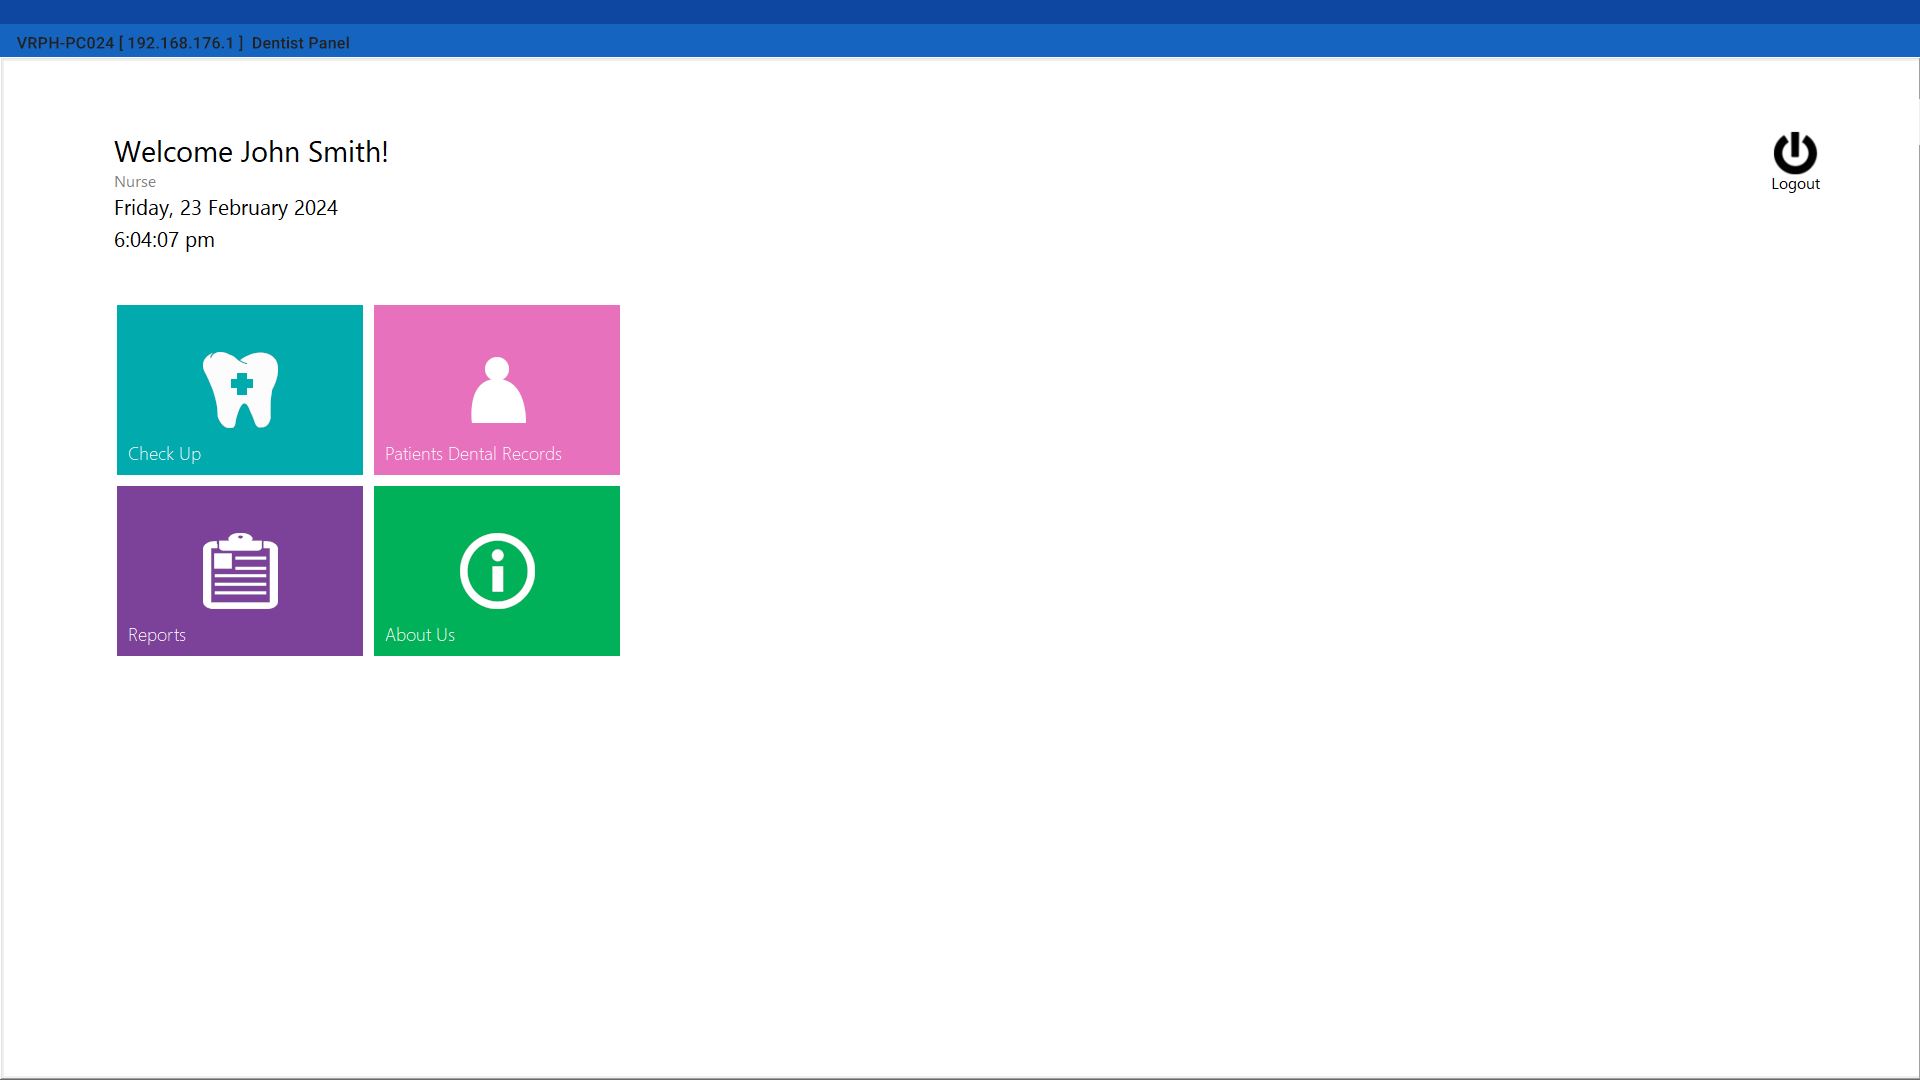 VRPH-PC024 [ 192.168.176.1 ]  Dentist Panel
Welcome John Smith!
Nurse
Friday, 23 February 2024
6:04:07 pm
Logout
Check Up
Patients Dental Records
Reports
About Us